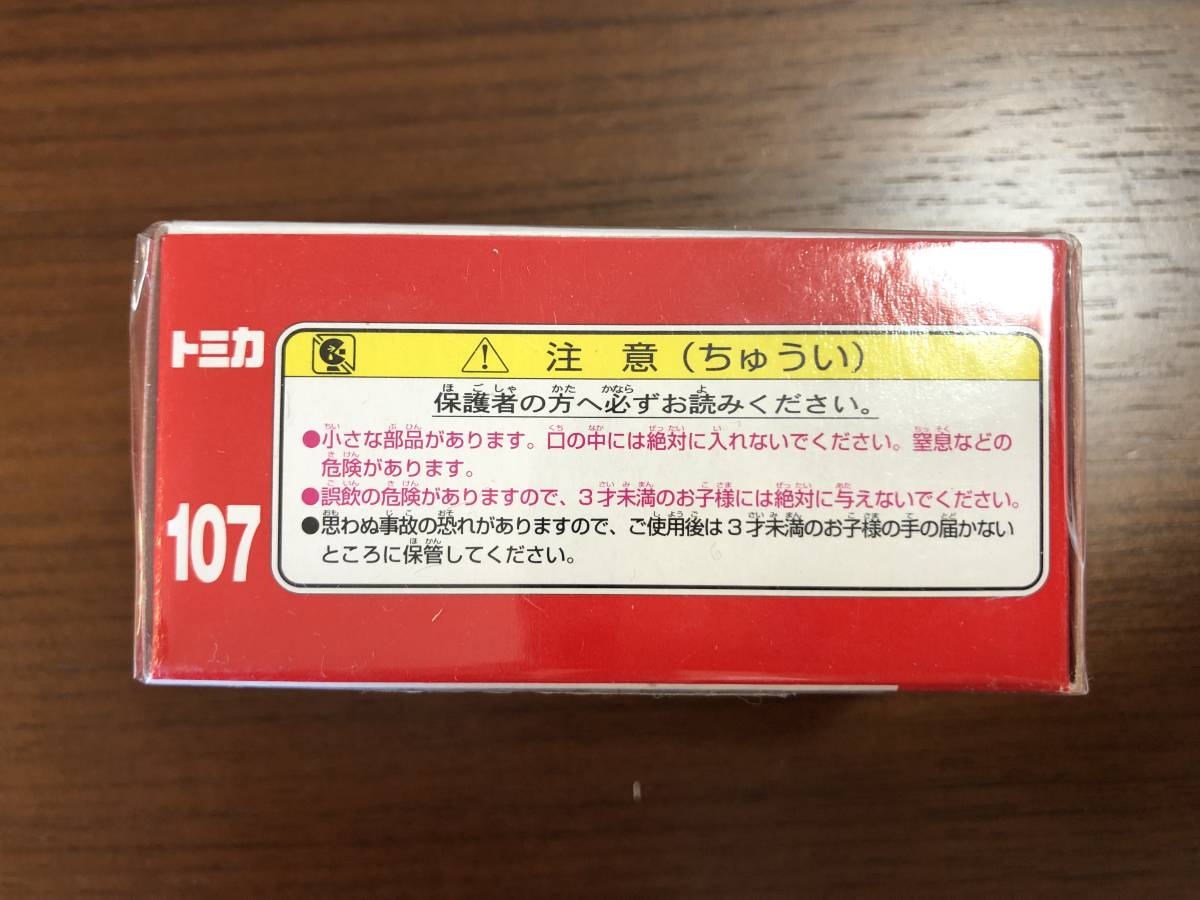 トミカ
107
注 意（ちゅうい）
保護者の方へ必ずお読みください。
●小さな部品があります。口の中には絶対に入れないでください。窒息などの
危険があります。
●誤飲の危険がありますので、3才未満のお子様には絶対に与えないでください。
●思わぬ事故の恐れがありますので、ご使用後は3才未満のお子様の手の届かない
ところに保管してください。